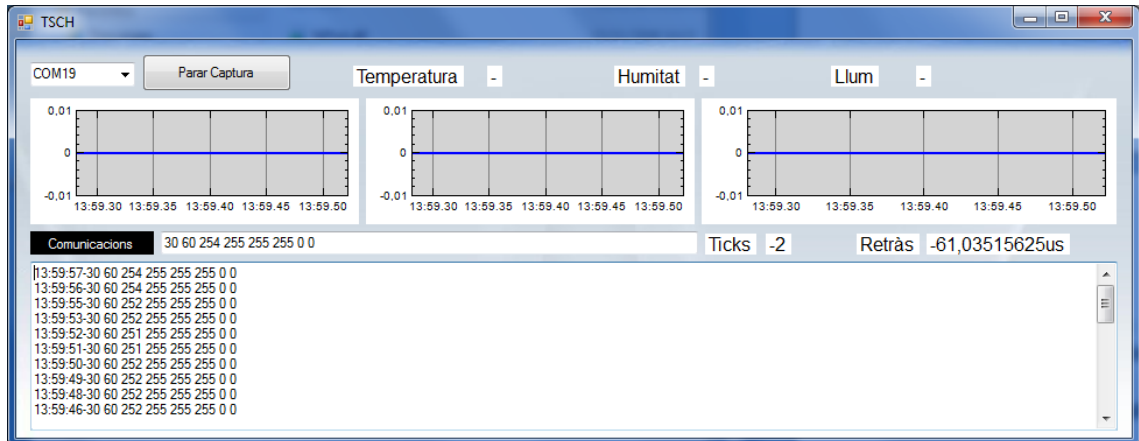 TSCH
COM19 Parar Captura Temperatura - Humitat - Llum -
0,01 0,01 0,01
0 0 0
-0,01 -0,01 -0,01
13:59.30 13:59.35 13:59.40 13:59.45 13:59.50 13:59.30 13:59.35 13:59.40 13:59.45 13:59.50 13:59.30 13:59.35 13:59.40 13:59.45 13:59.50
Comunicacions 30 60 254 255 255 255 0 0 Ticks -2 Retràs -61,03515625us
13:59:57-30 60 254 255 255 255 0 0
13:59:56-30 60 254 255 255 255 0 0
13:59:55-30 60 252 255 255 255 0 0
13:59:53-30 60 252 255 255 255 0 0
13:59:52-30 60 251 255 255 255 0 0
13:59:51-30 60 251 255 255 255 0 0
13:59:50-30 60 252 255 255 255 0 0
13:59:49-30 60 252 255 255 255 0 0
13:59:48-30 60 252 255 255 255 0 0
13:59:46-30 60 252 255 255 255 0 0